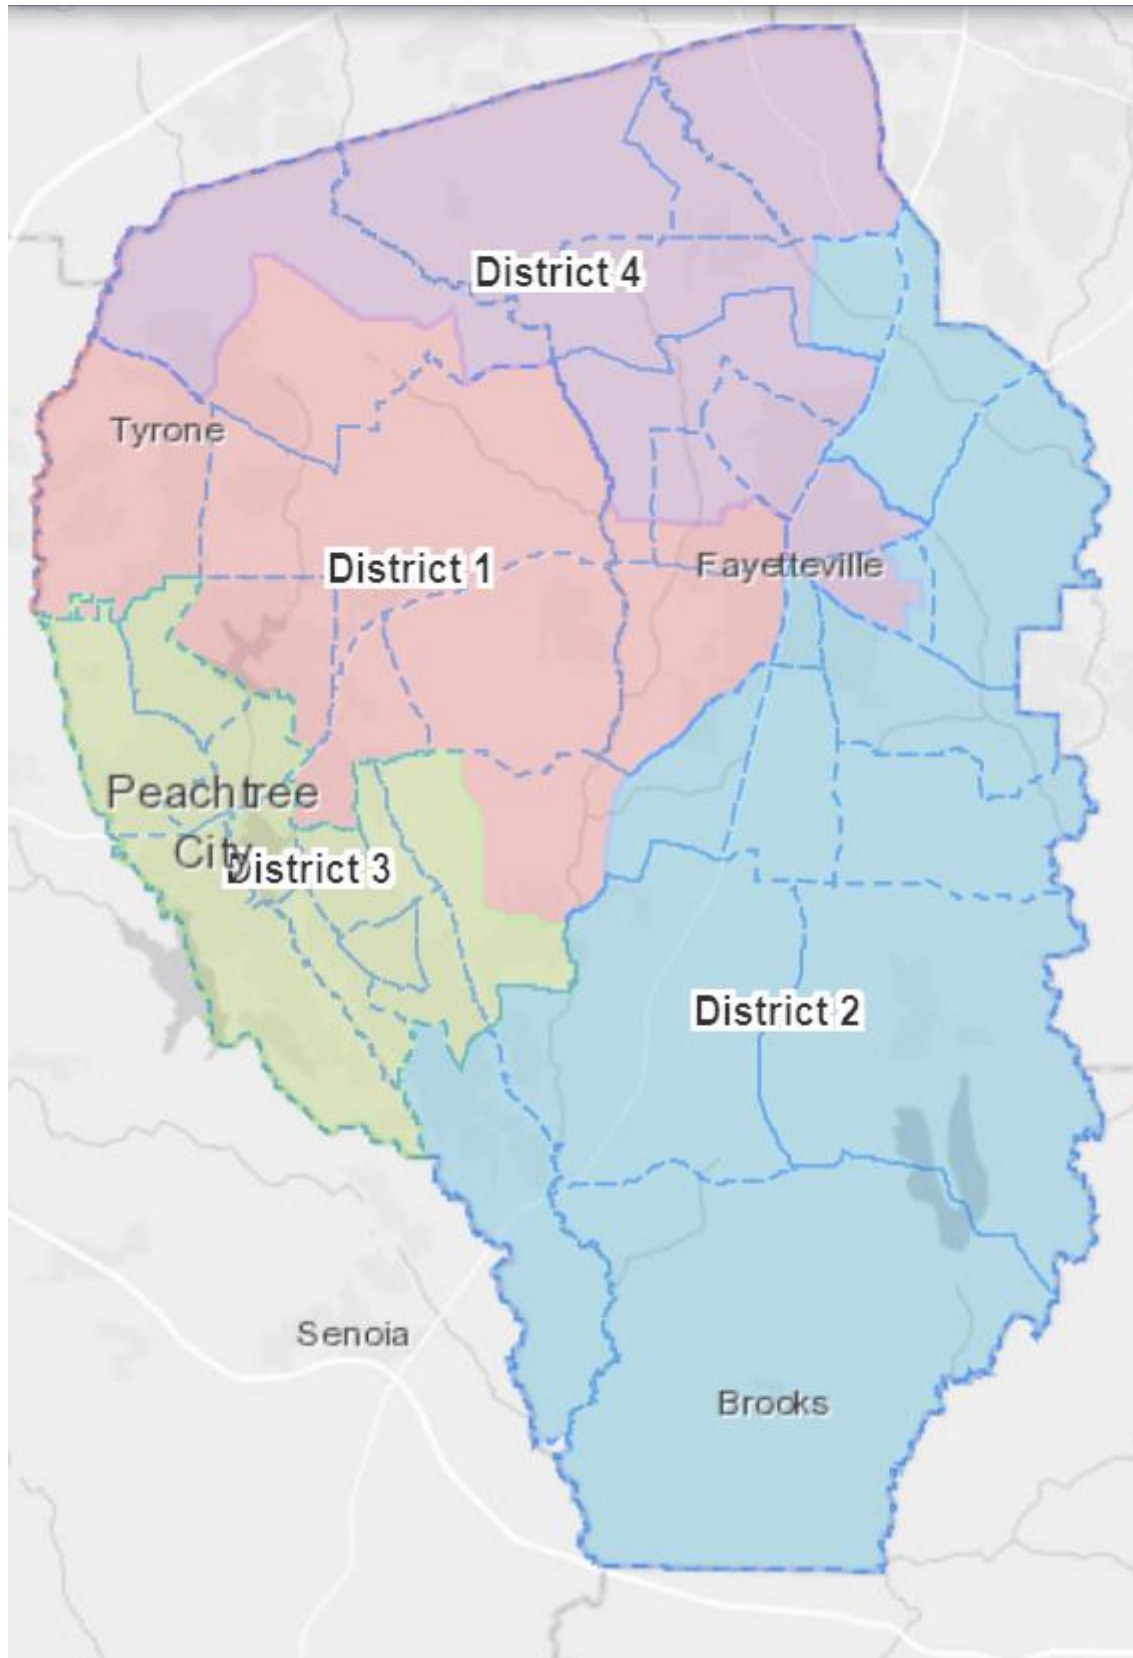 District 4
Tyrone
District 1
Fayetteville
Peachtree
City
District 3
District 2
Senoia
Brooks